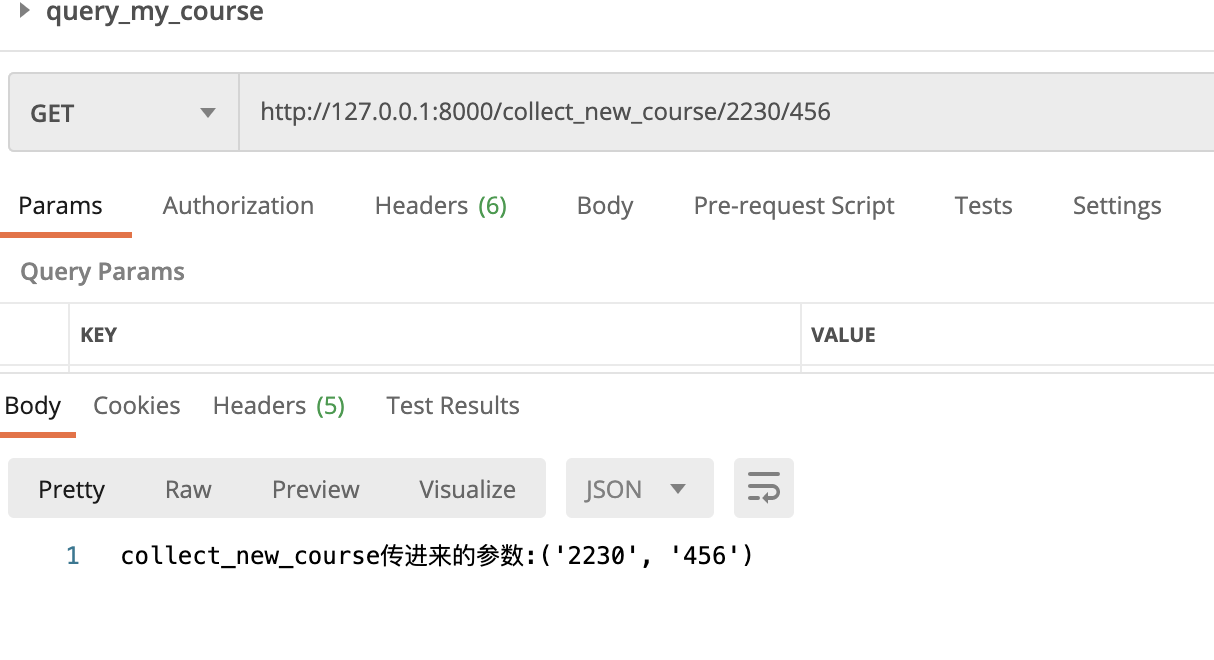 query_my_course
GET http://127.0.0.1:8000/collect_new_course/2230/456
Params Authorization Headers (6) Body Pre-request Script Tests Settings
Query Params
KEY VALUE
Body Cookies Headers (5) Test Results
Pretty Raw Preview Visualize JSON
1 collect_new_course传进来的参数:('2230', '456')